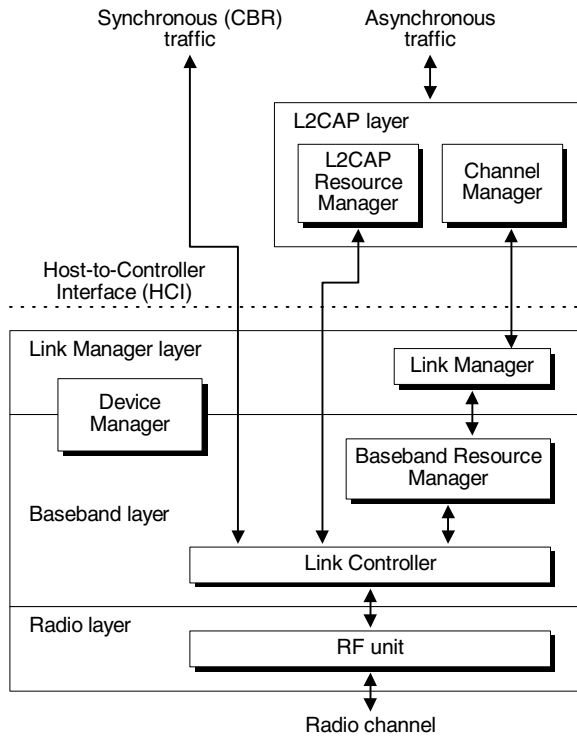 Synchronous (CBR)
traffic
Asynchronous
traffic
L2CAP layer
L2CAP
Resource
Manager
Channel
Manager
Host-to-Controller
Interface (HCI)
Link Manager layer
Link Manager
Device
Manager
Baseband Resource
Manager
Baseband layer
Link Controller
Radio layer
RF unit
Radio channel